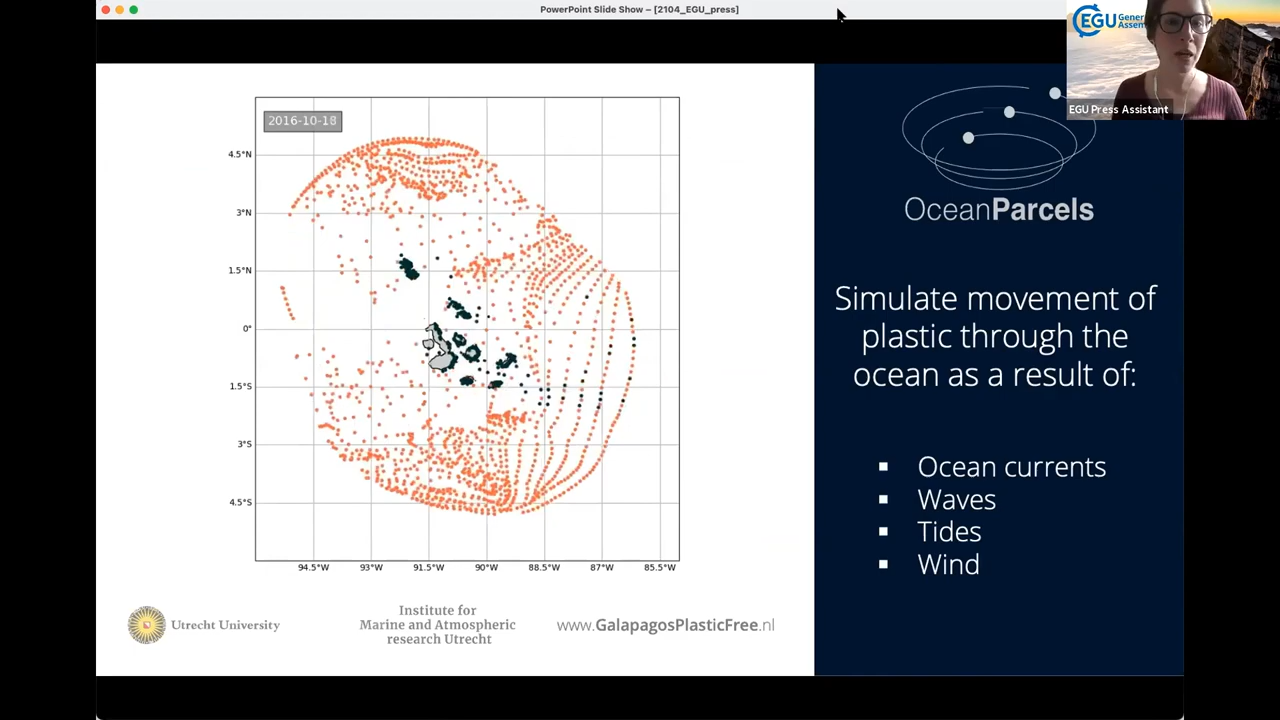 PowerPoint Slide Show – [2104_EGU_press]
EGU Press Assistant
2016-10-18
4.5°N
3°N
1.5°N
0°
1.5°S
3°S
4.5°S
94.5°W 93°W 91.5°W 90°W 88.5°W 87°W 85.5°W
OceanParcels
Simulate movement of
plastic through the
ocean as a result of:
▪ Ocean currents
▪ Waves
▪ Tides
▪ Wind
Utrecht University
Institute for
Marine and Atmospheric
research Utrecht
www.GalapagosPlasticFree.nl
EGU